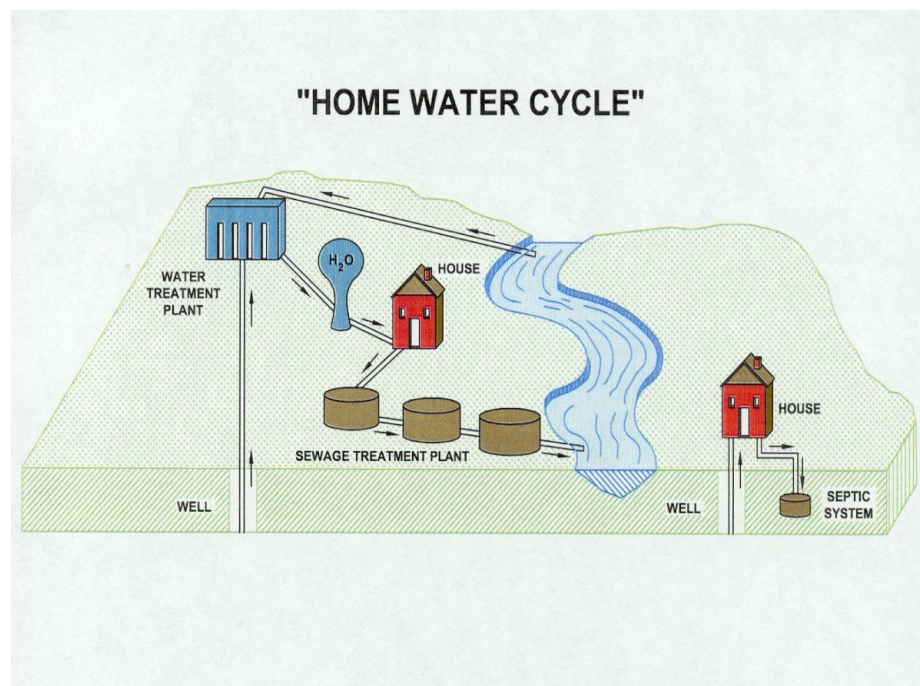 "HOME WATER CYCLE"
H₂O
HOUSE
WATER
TREATMENT
PLANT
HOUSE
SEWAGE TREATMENT PLANT
WELL
WELL
SEPTIC
SYSTEM